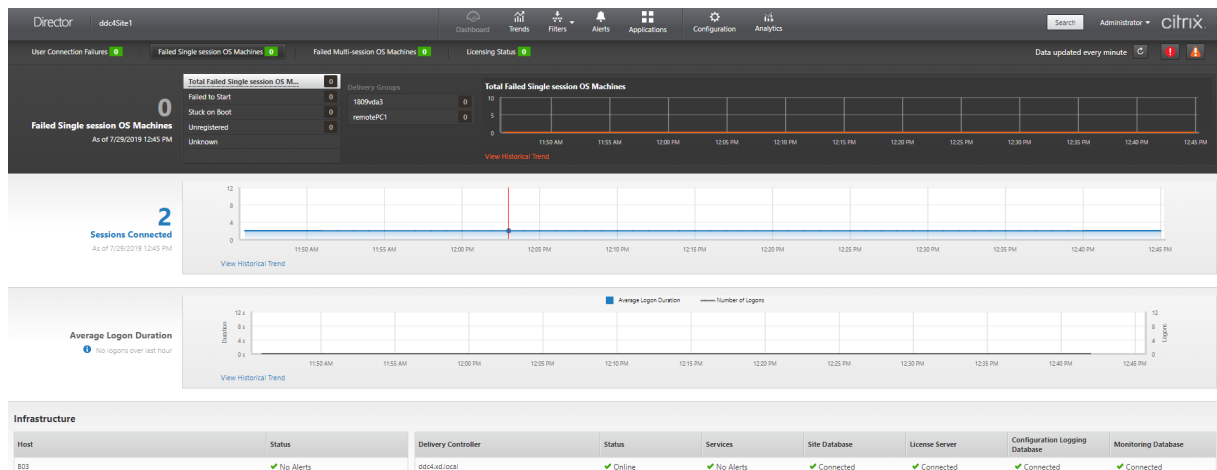 Director ddc4Site1 Dashboard Trends Filters Alerts Applications Configuration Analytics Search Administrator citrix
User Connection Failures 0 Failed Single session OS Machines 0 Failed Multi-session OS Machines 0 Licensing Status 0 Data updated every minute
0
Failed Single session OS Machines
As of 7/29/2019 12:45 PM
Total Failed Single session OS M... 0
Failed to Start 0
Stuck on Boot 0
Unregistered 0
Unknown
Delivery Groups
1809vda3 0
remotePC1 0
Total Failed Single session OS Machines
10
5
0
11:50 AM 11:55 AM 12:00 PM 12:05 PM 12:10 PM 12:15 PM 12:20 PM 12:25 PM 12:30 PM 12:35 PM 12:40 PM 12:45 PM
View Historical Trend
2
Sessions Connected
As of 7/29/2019 12:45 PM
12
8
4
0
11:50 AM 11:55 AM 12:00 PM 12:05 PM 12:10 PM 12:15 PM 12:20 PM 12:25 PM 12:30 PM 12:35 PM 12:40 PM 12:45 PM
View Historical Trend
Average Logon Duration
No logons over last hour
Average Logon Duration Number of Logons
Duration
12 s
8 s
4 s
0 s
12
8
4
0
Logons
11:50 AM 11:55 AM 12:00 PM 12:05 PM 12:10 PM 12:15 PM 12:20 PM 12:25 PM 12:30 PM 12:35 PM 12:40 PM 12:45 PM
View Historical Trend
Infrastructure
Host Status
B03 No Alerts
Delivery Controller Status Services Site Database License Server Configuration Logging Database Monitoring Database
ddc4.xd.local Online No Alerts Connected Connected Connected Connected